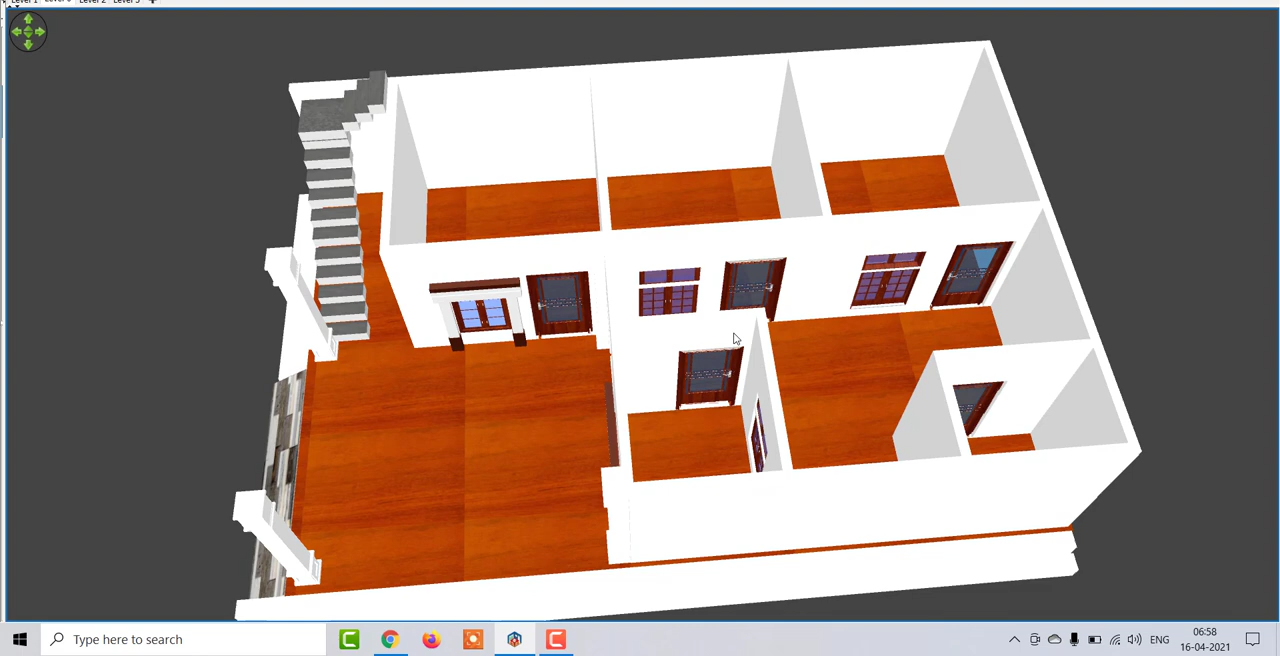 Level 1 Level 2 Level 3
Type here to search
ENG
06:58
16-04-2021